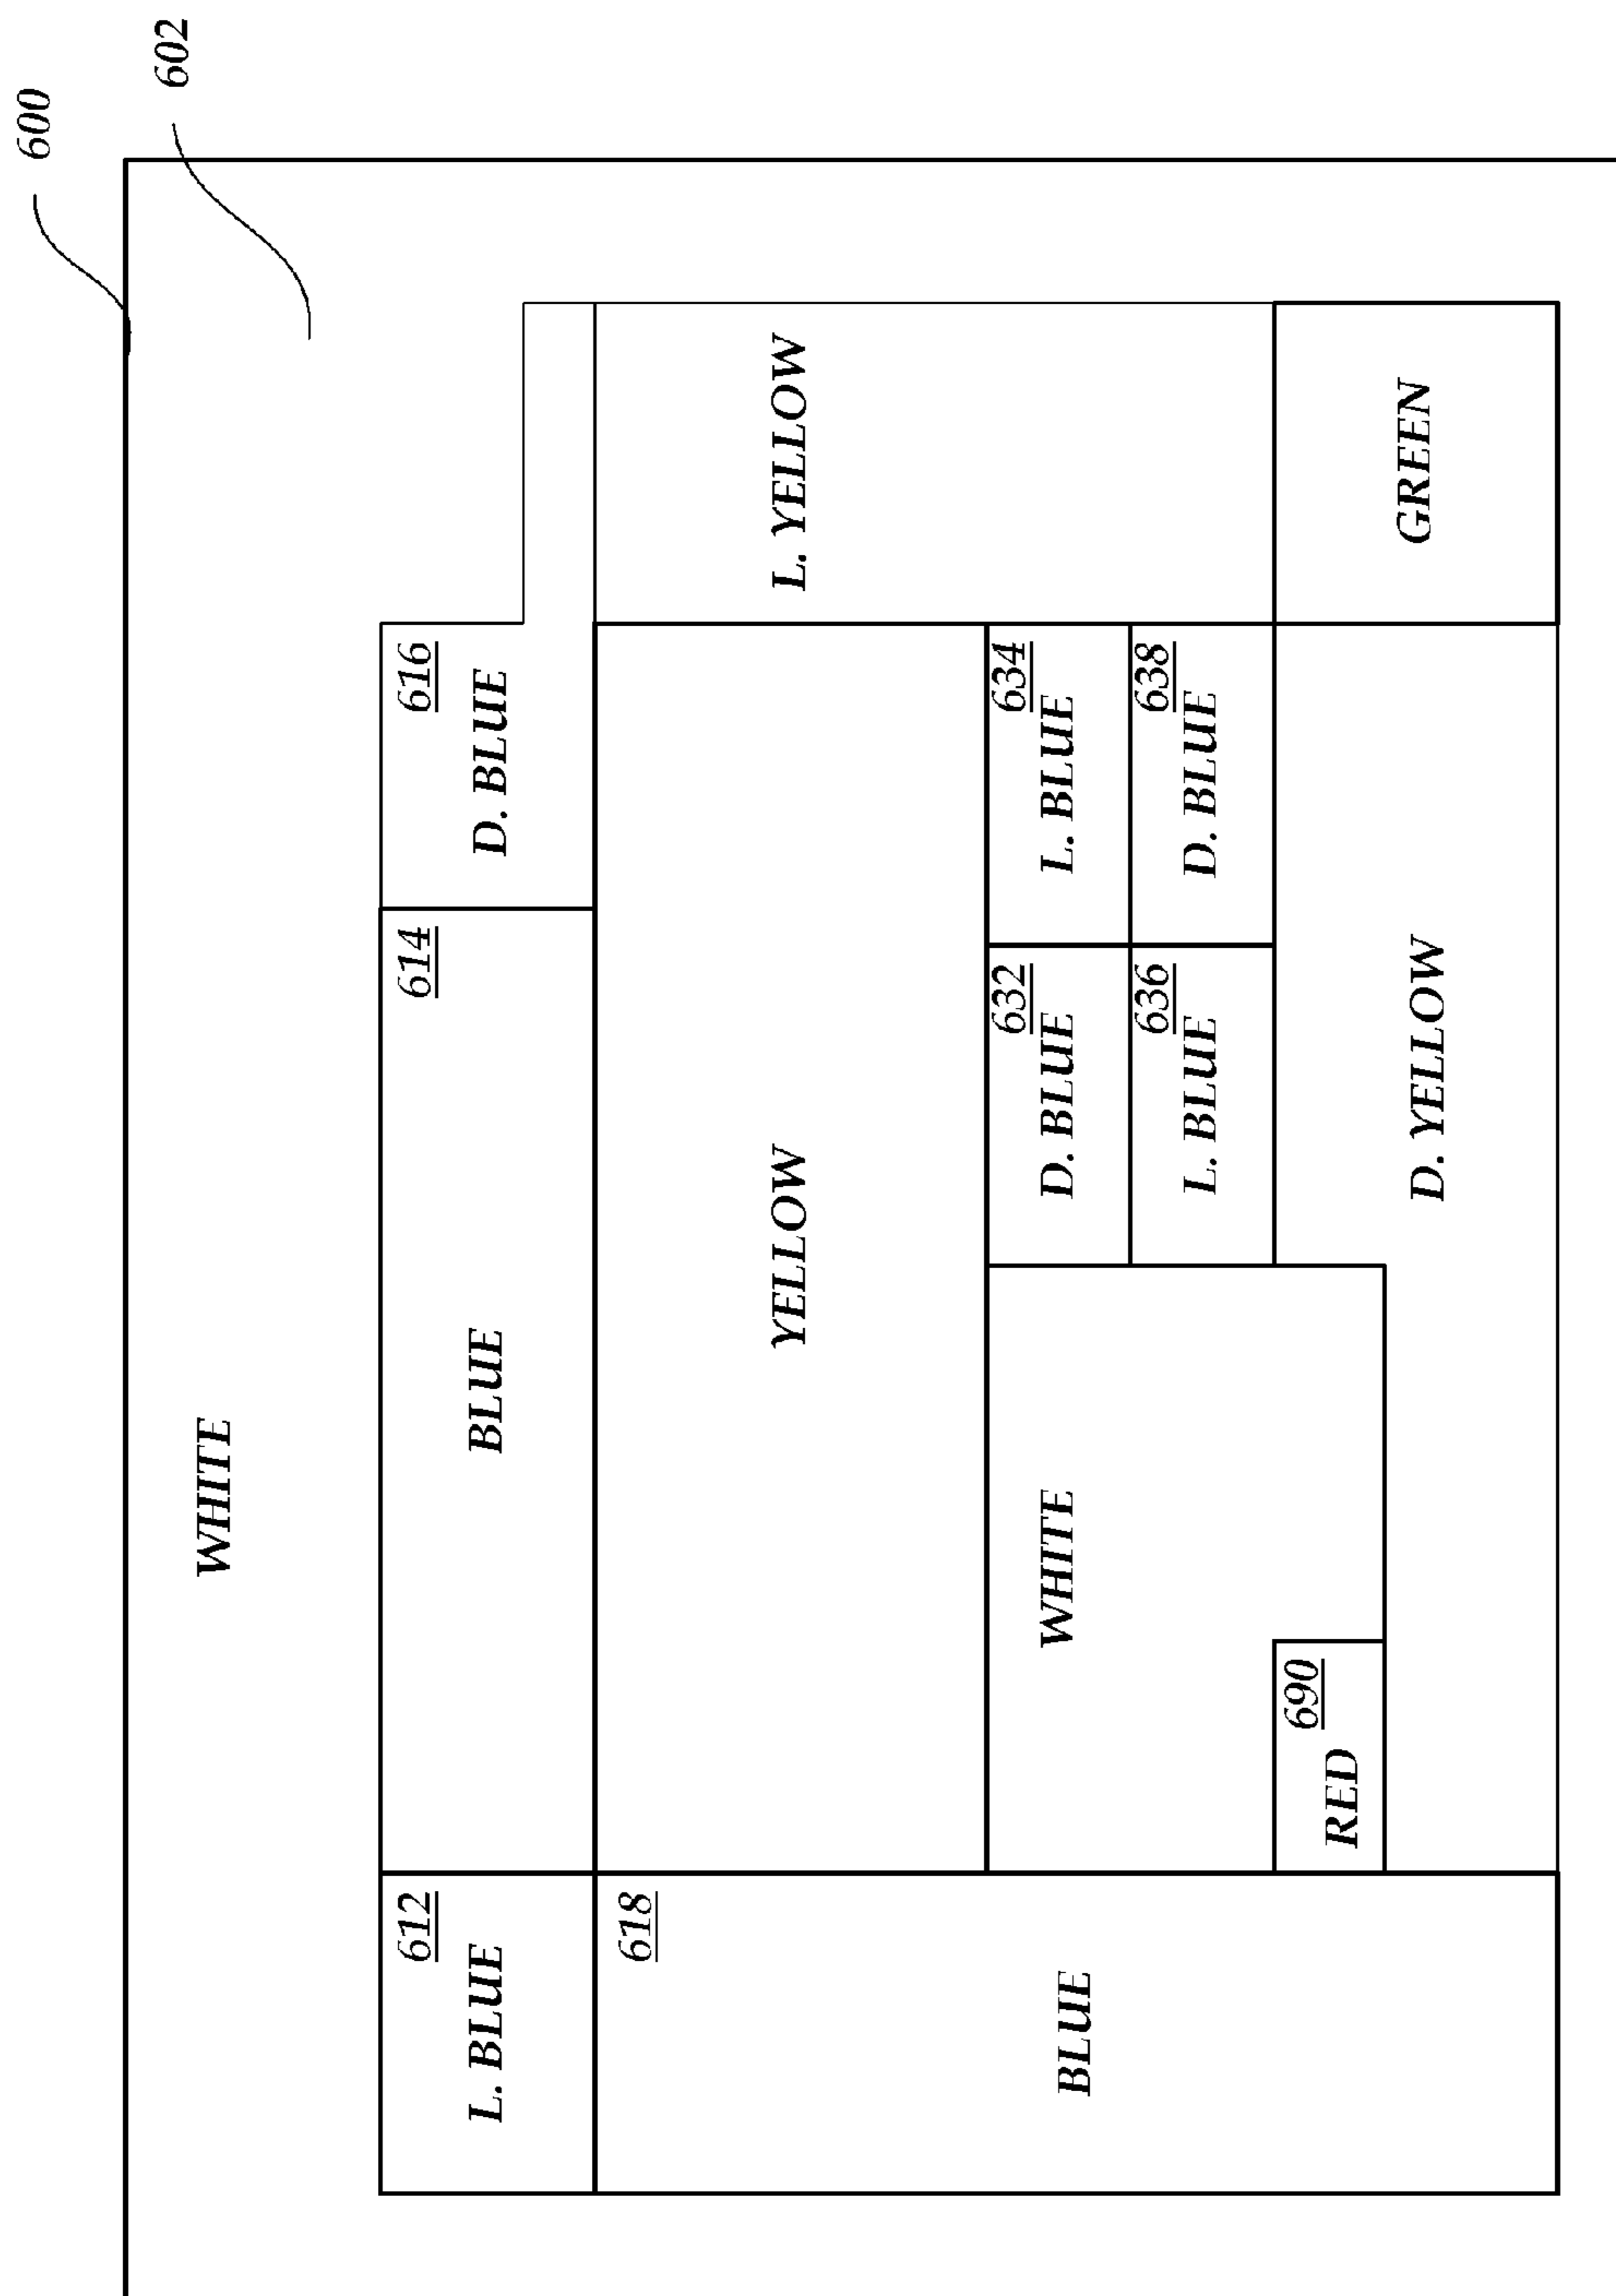 600
602
WHITE
612
L. BLUE
614
BLUE
616
D. BLUE
618
BLUE
YELLOW
L. YELLOW
WHITE
632
D. BLUE
634
L. BLUE
636
L. BLUE
638
D. BLUE
690
RED
D. YELLOW
GREEN